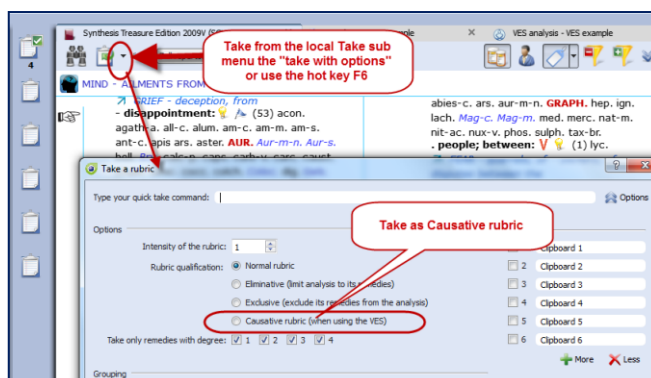 Synthesis Treasure Edition 2009V
VES analysis - VES example
Take from the local Take sub
menu the "take with options"
or use the hot key F6
4
MIND - AILMENTS FROM
GRIEF - deception, from
- disappointment: (53) acon.
agath-a. all-c. alum. am-c. am-m. am-s.
ant-c. apis ars. aster. AUR. Aur-m-n. Aur-s.
abies-c. ars. aur-m-n. GRAPH. hep. ign.
lach. Mag-c. Mag-m. med. merc. nat-m.
nit-ac. nux-v. phos. sulph. tax-br.
. people; between: (1) lyc.
Take a rubric
Type your quick take command:
Options
Take as Causative rubric
Options
Intensity of the rubric: 1
Rubric qualification: Normal rubric
Eliminative (limit analysis to its remedies)
Exclusive (exclude its remedies from the analysis)
Causative rubric (when using the VES)
Take only remedies with degree: 1 2 3 4
Clipboard 1
2 Clipboard 2
3 Clipboard 3
4 Clipboard 4
5 Clipboard 5
6 Clipboard 6
More Less
Grouping